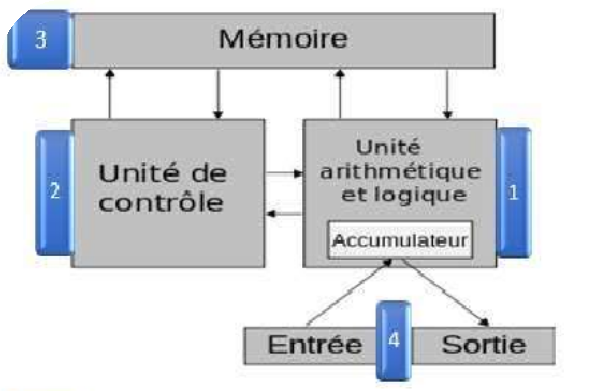 3
Mémoire
2
Unité de
contrôle
Unité
arithmétique
et logique
Accumulateur
1
Entrée
4
Sortie